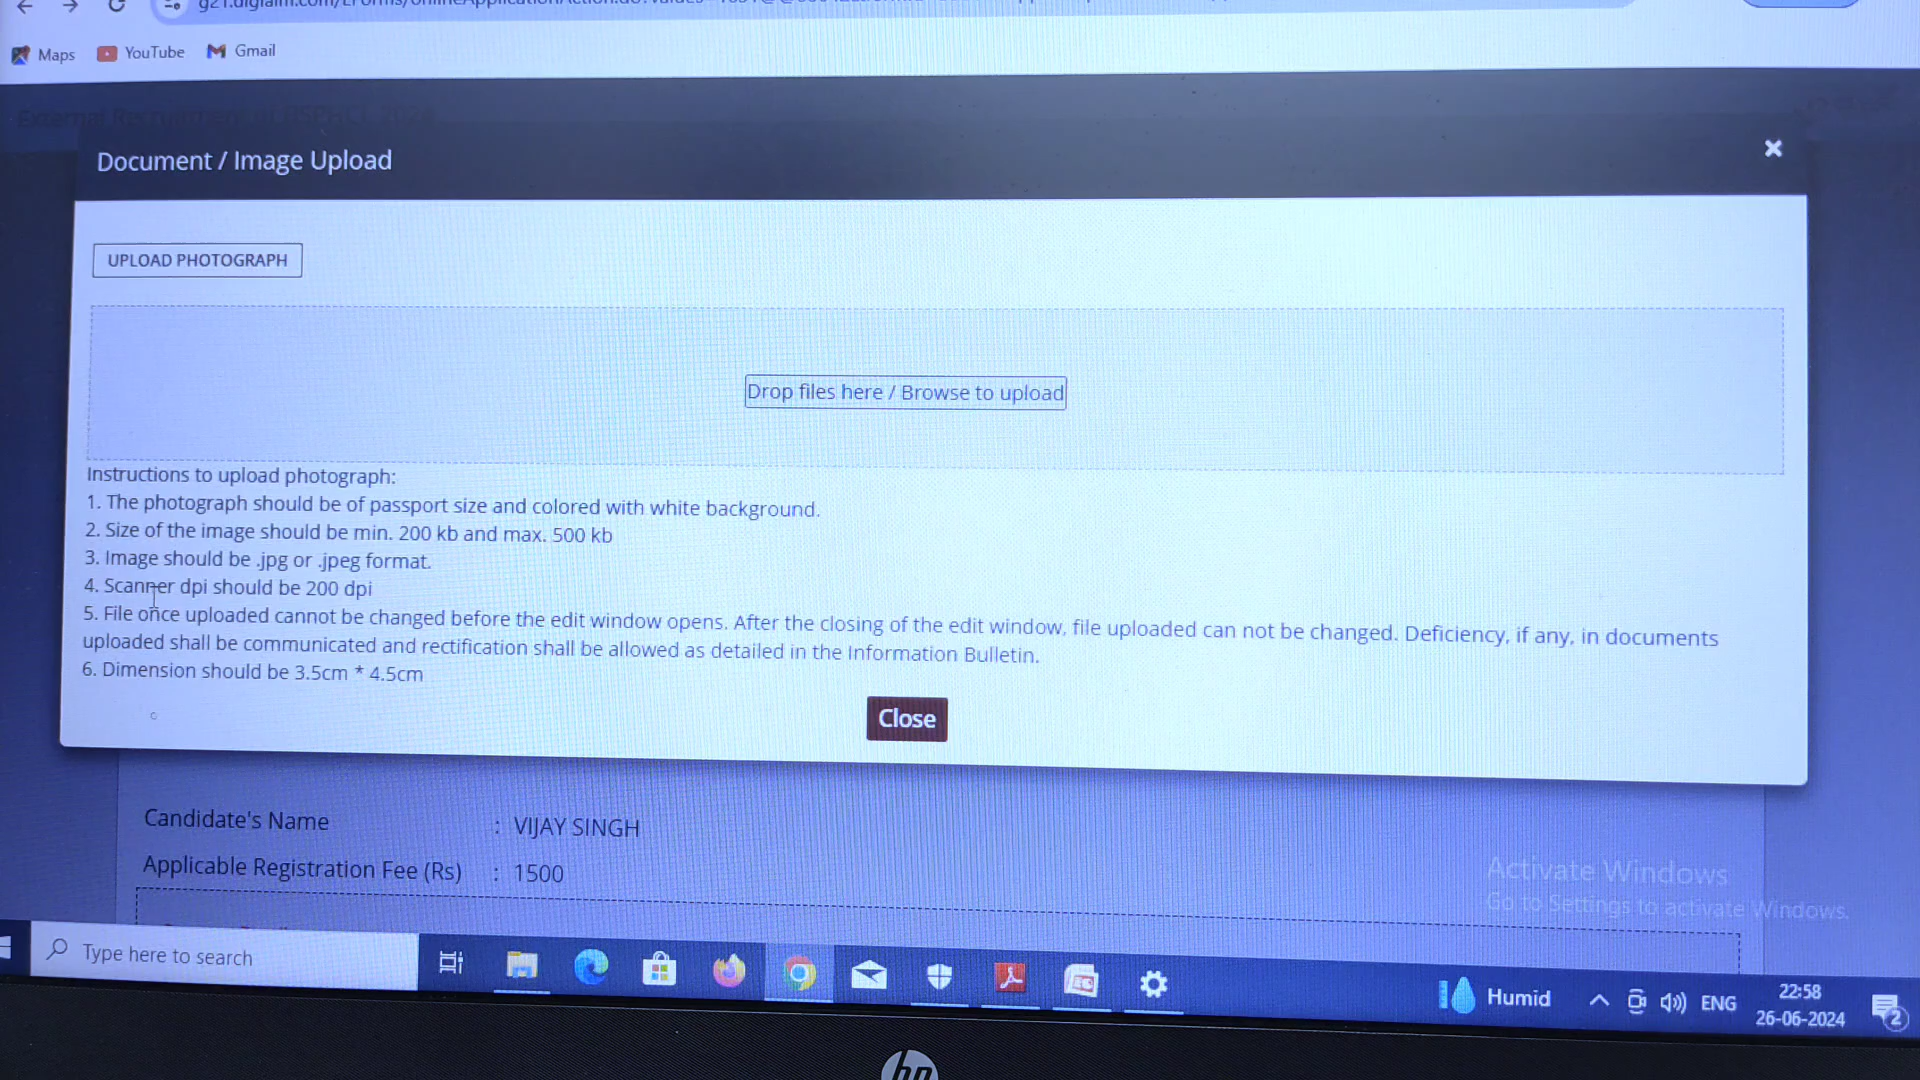 Maps YouTube Gmail
External Recruitment at BSPHCL 2024
Document / Image Upload
UPLOAD PHOTOGRAPH
Drop files here / Browse to upload
Instructions to upload photograph:
1. The photograph should be of passport size and colored with white background.
2. Size of the image should be min. 200 kb and max. 500 kb
3. Image should be .jpg or .jpeg format.
4. Scanner dpi should be 200 dpi
5. File once uploaded cannot be changed before the edit window opens. After the closing of the edit window, file uploaded can not be changed. Deficiency, if any, in documents
uploaded shall be communicated and rectification shall be allowed as detailed in the Information Bulletin.
6. Dimension should be 3.5cm * 4.5cm
Close
Candidate's Name : VIJAY SINGH
Applicable Registration Fee (Rs) : 1500
Activate Windows
Go to Settings to activate Windows.
Type here to search
Humid
ENG
22:58
26-06-2024
2
hp